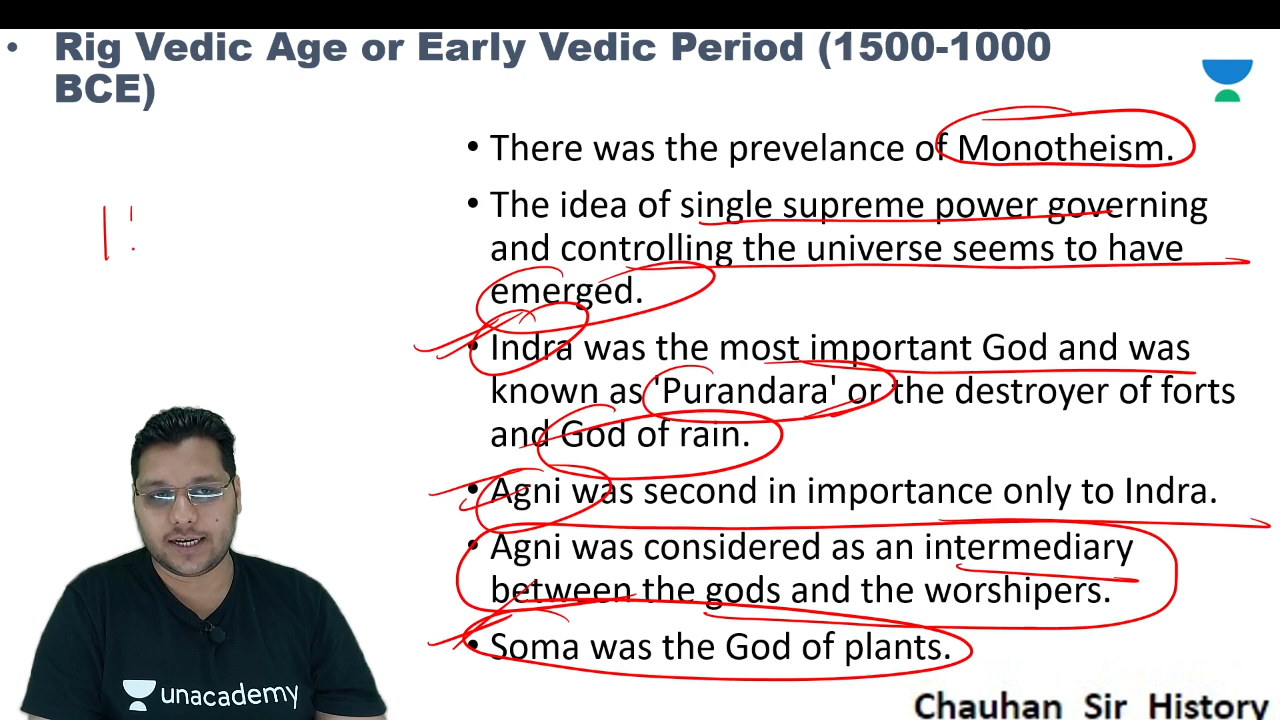 • Rig Vedic Age or Early Vedic Period (1500-1000
BCE)
• There was the prevelance of Monotheism.
• The idea of single supreme power governing
and controlling the universe seems to have
emerged.
• Indra was the most important God and was
known as 'Purandara' or the destroyer of forts
and God of rain.
• Agni was second in importance only to Indra.
• Agni was considered as an intermediary
between the gods and the worshipers.
• Soma was the God of plants.
unacademy
Chauhan Sir History